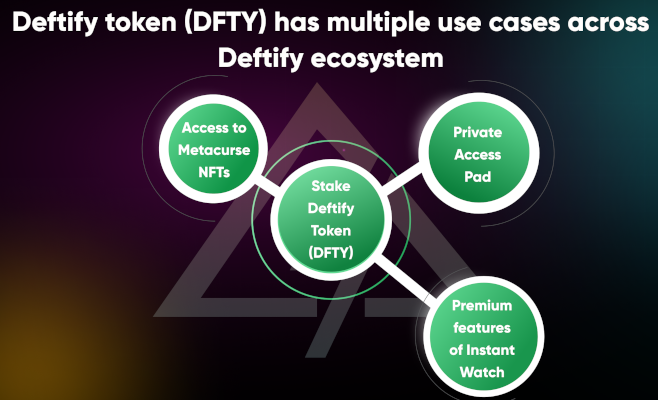 Deftify token (DFTY) has multiple use cases across
Deftify ecosystem
Access to
Metacurse
NFTs
Private
Access
Pad
Stake
Deftify
Token
(DFTY)
Premium
features
of Instant
Watch